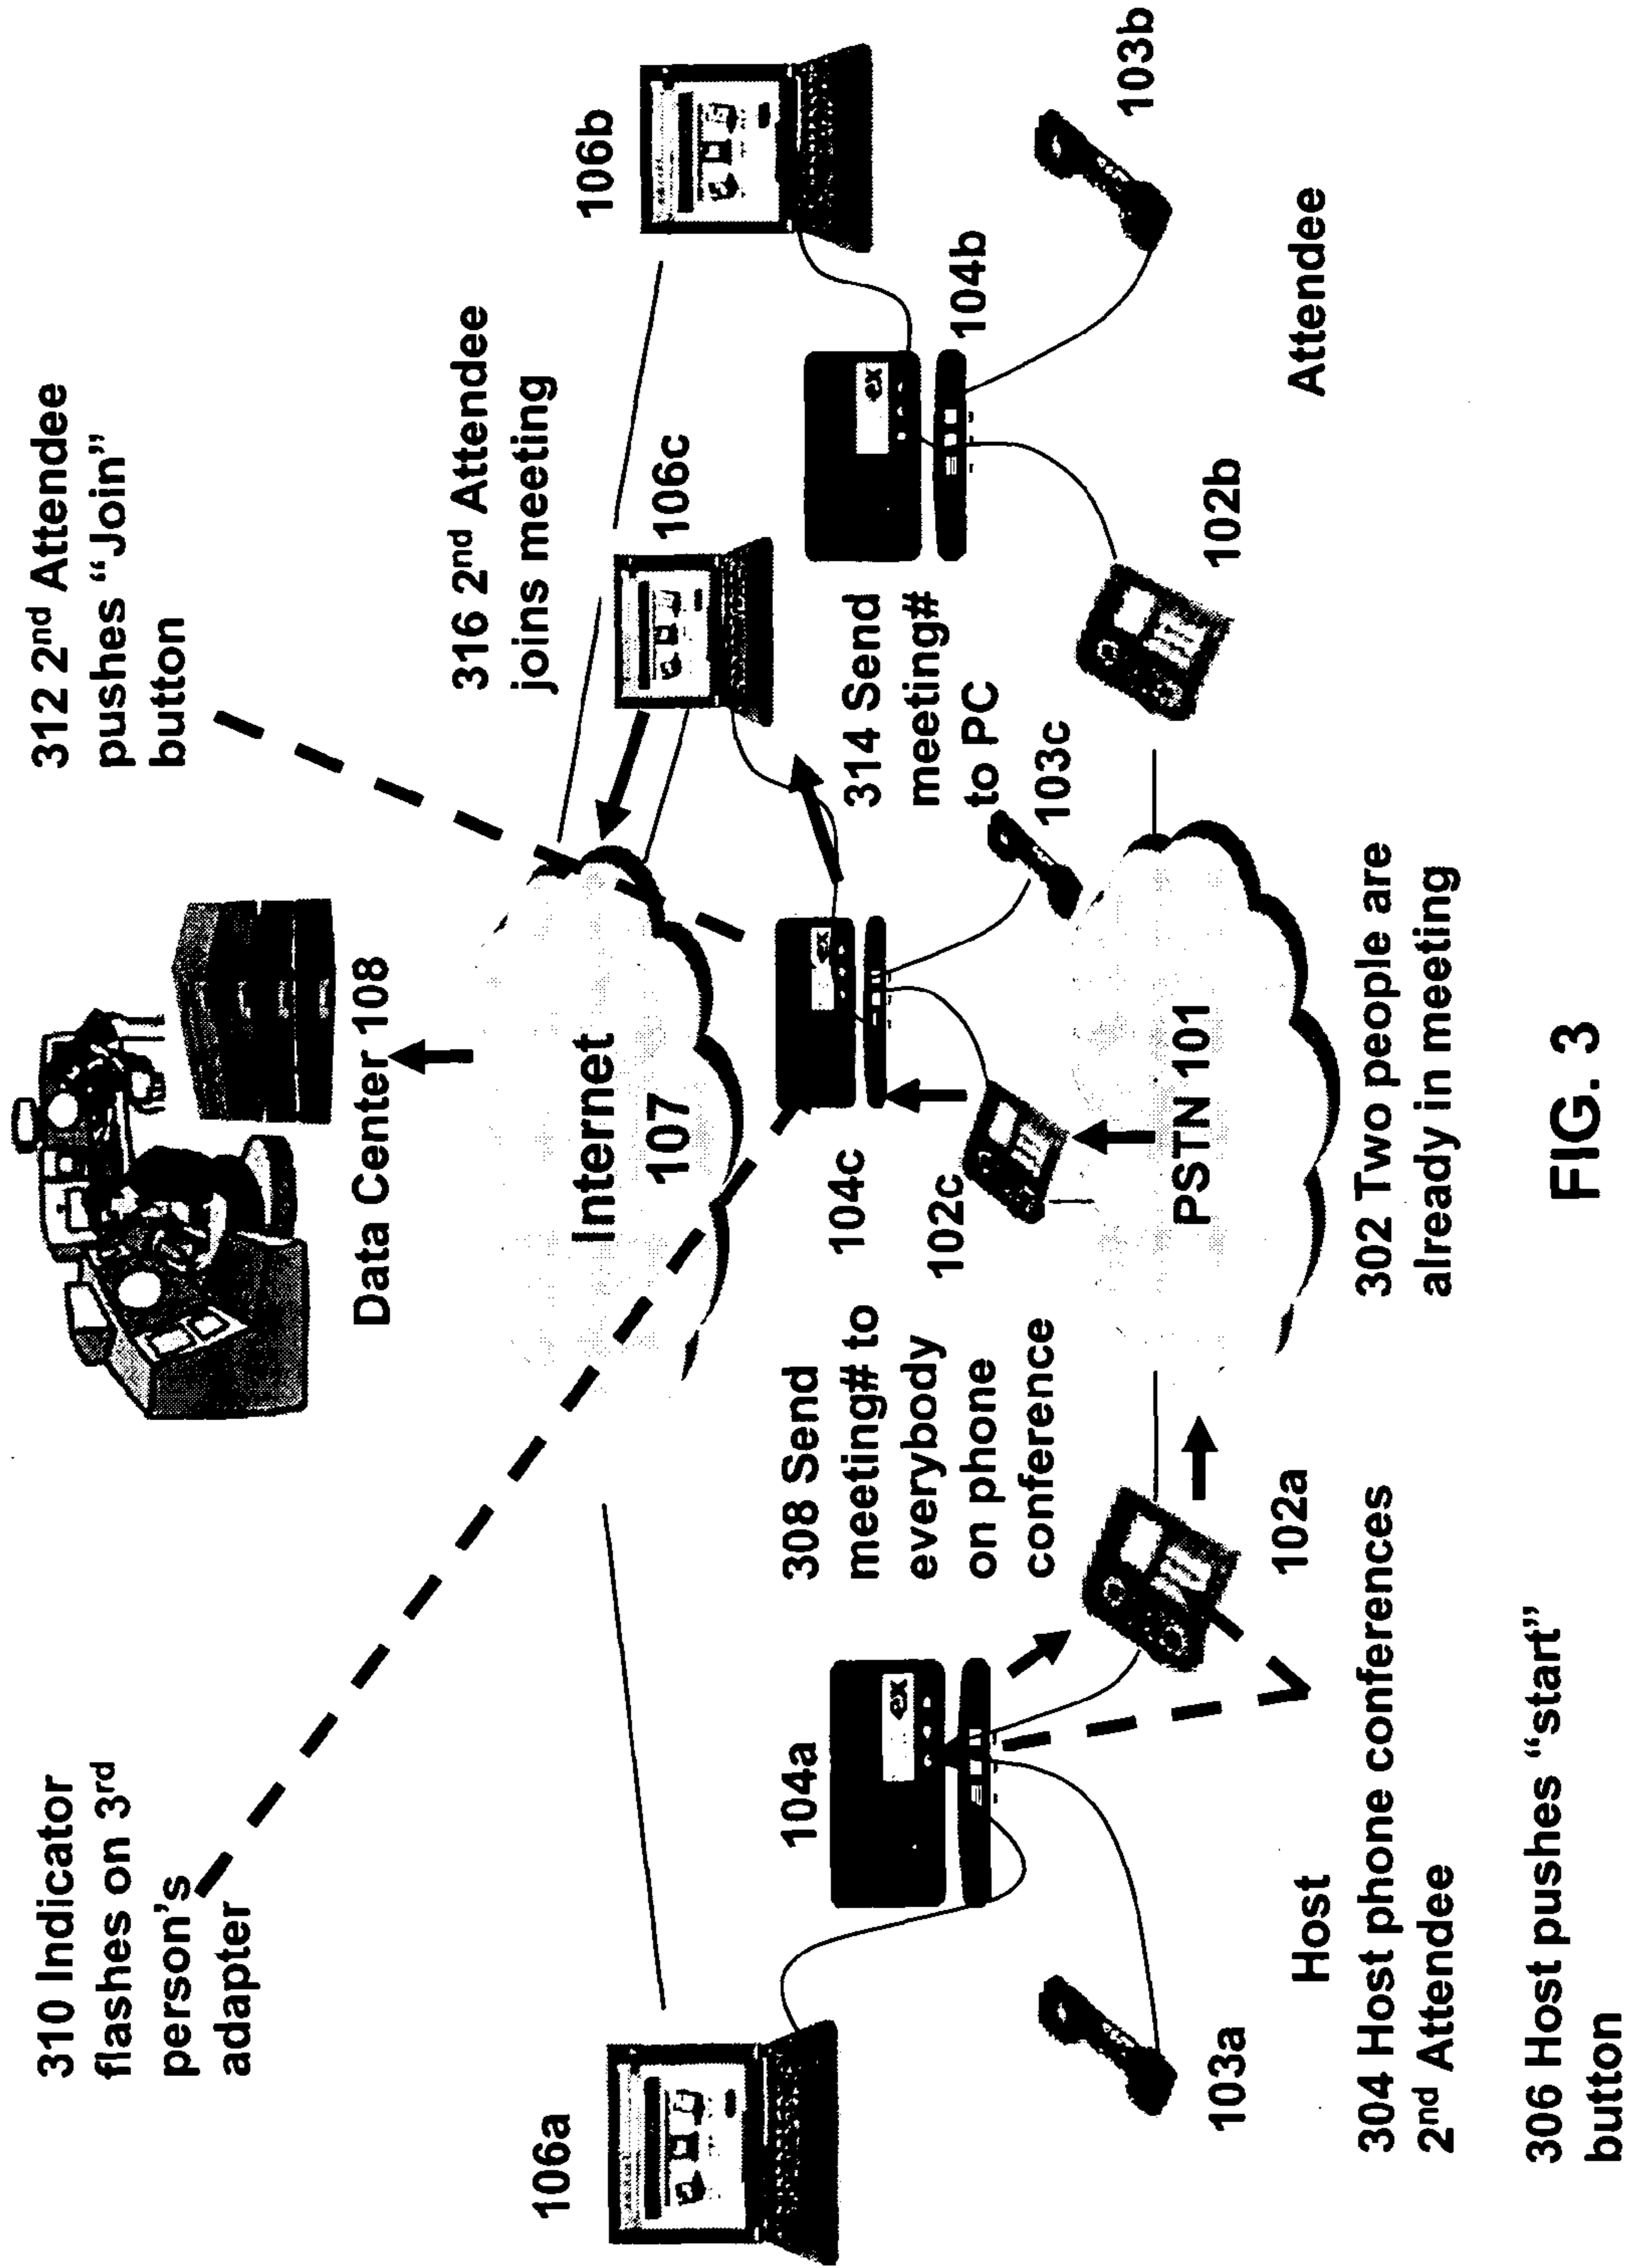 310 Indicator
flashes on 3rd
person's
adapter
312 2nd Attendee
pushes “Join”
button
Data Center 108
316 2nd Attendee
joins meeting
Internet
107
106a
106c
106b
104a
308 Send
meeting# to
everybody
on phone
conference
104c
102c
314 Send
meeting#
to PC
103c
104b
ex
ex
ex
103a
102a
PSTN 101
102b
103b
Host
Attendee
304 Host phone conferences
2nd Attendee
302 Two people are
already in meeting
306 Host pushes “start”
button
FIG. 3